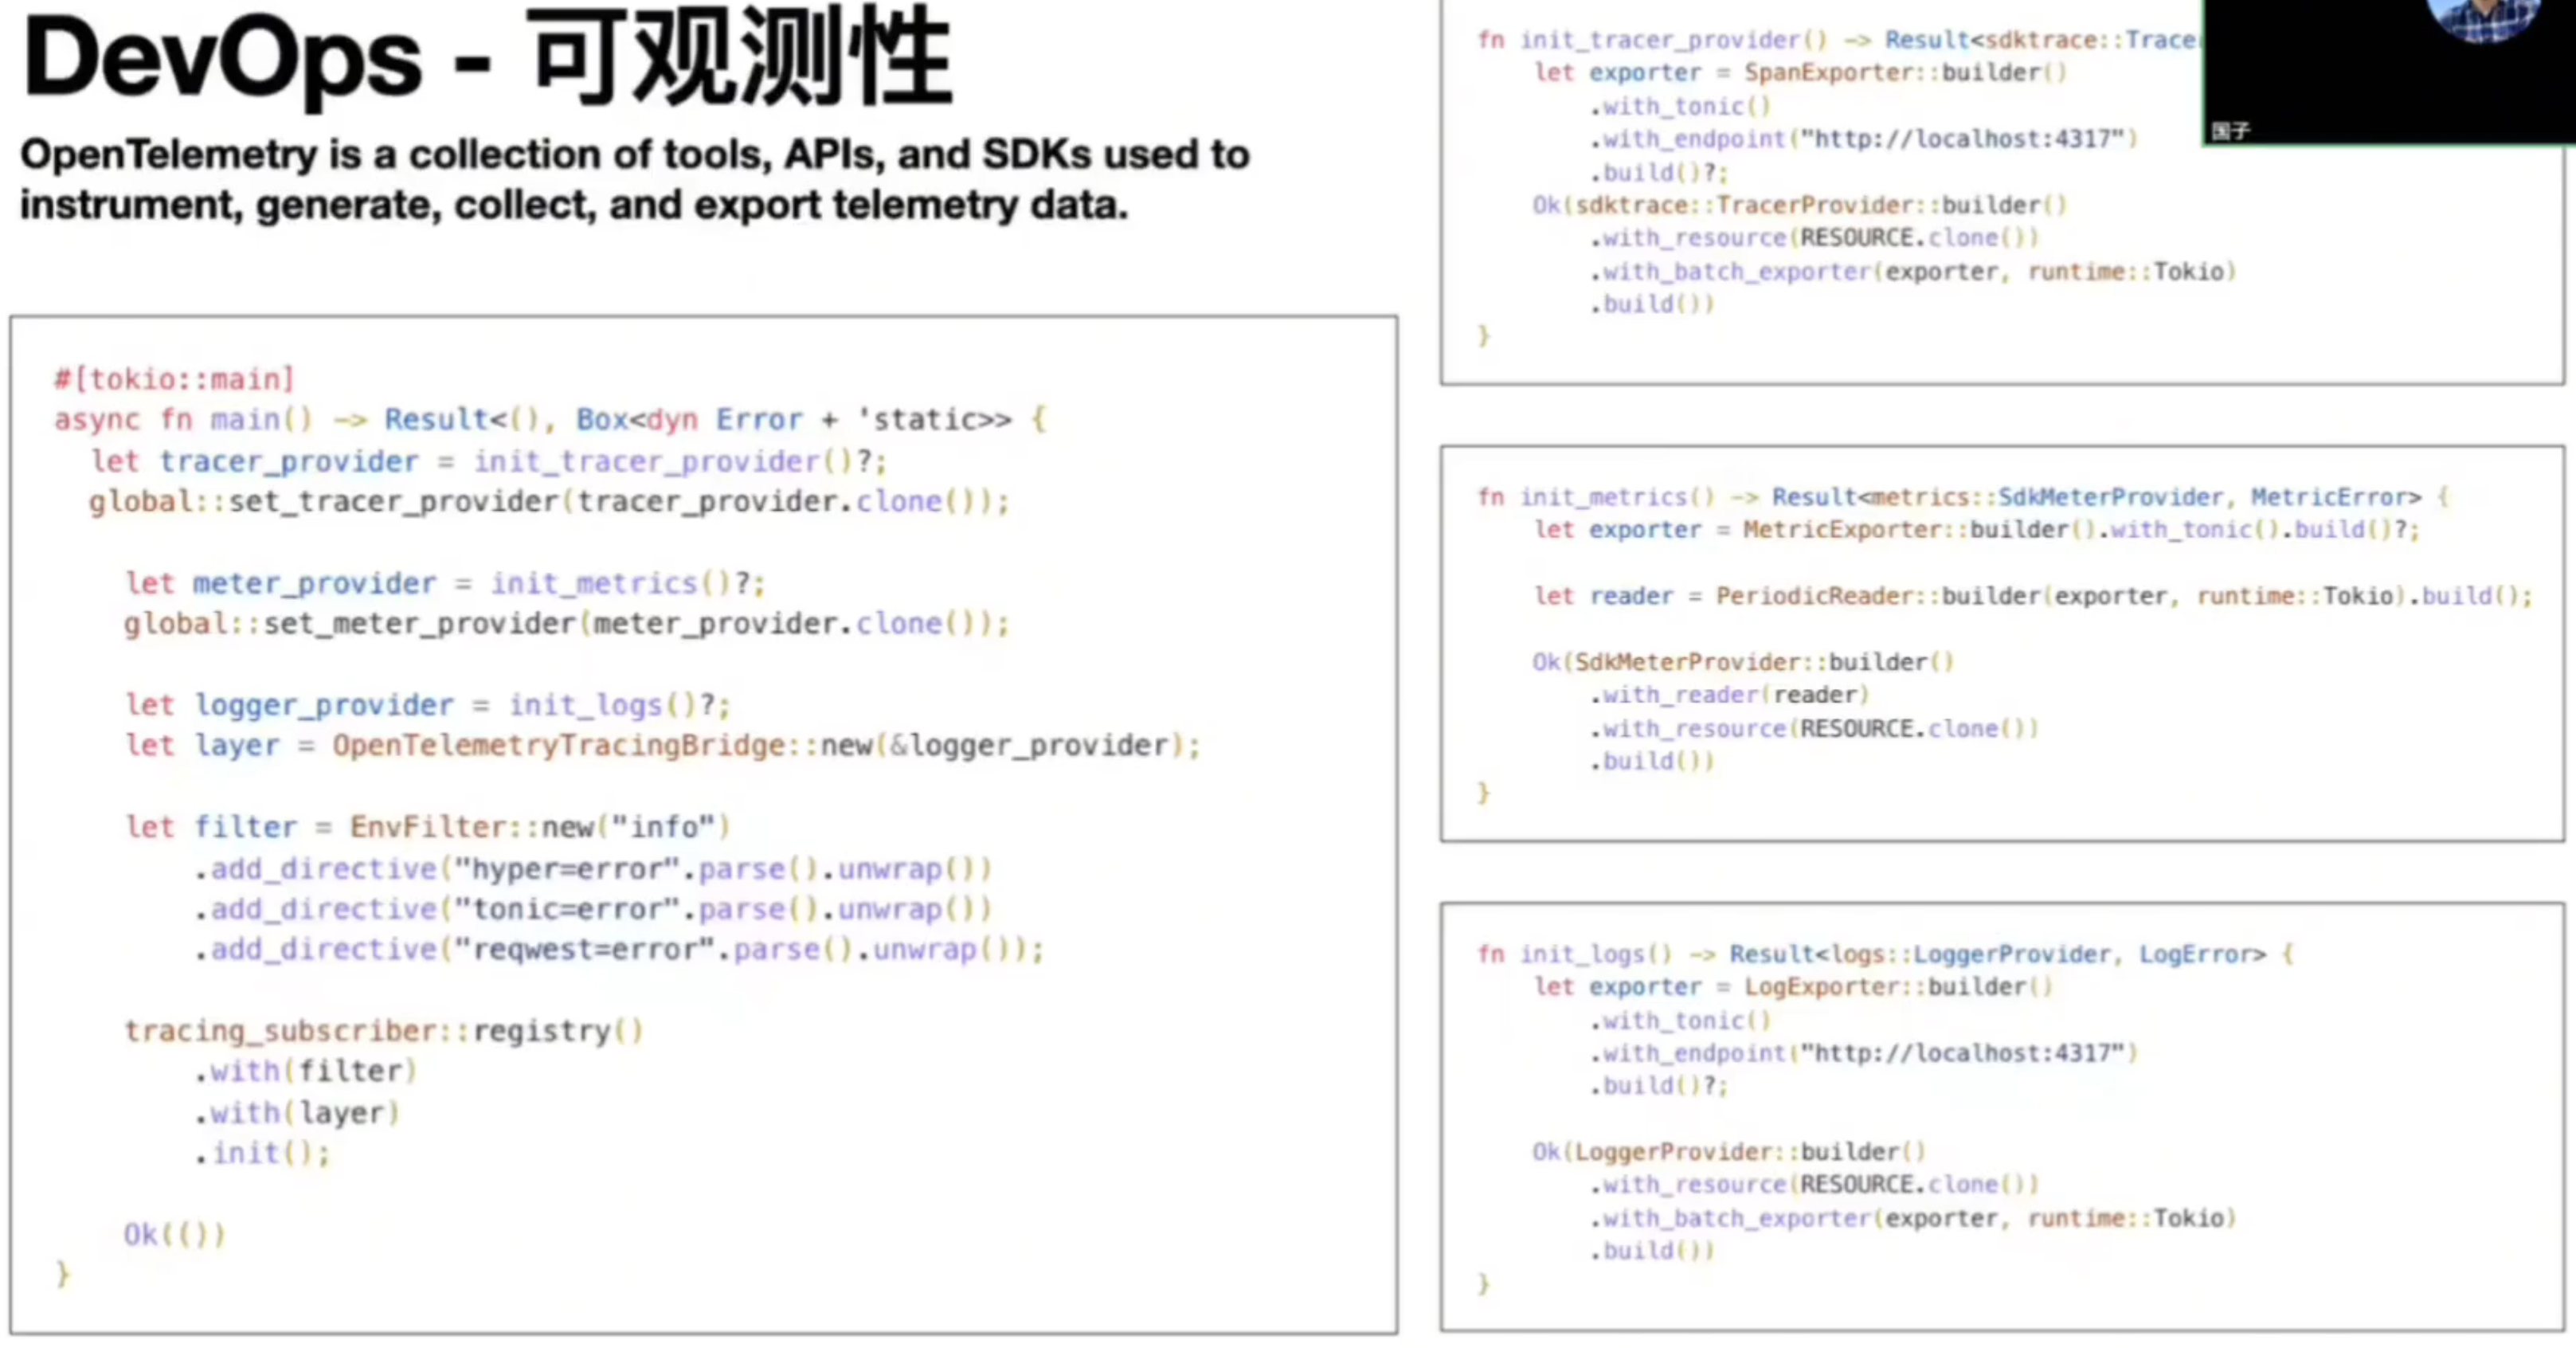 DevOps - 可观测性
OpenTelemetry is a collection of tools, APIs, and SDKs used to
instrument, generate, collect, and export telemetry data.
#[tokio::main]
async fn main() -> Result<(), Box<dyn Error + 'static>> {
let tracer_provider = init_tracer_provider()?;
global::set_tracer_provider(tracer_provider.clone());
let meter_provider = init_metrics()?;
global::set_meter_provider(meter_provider.clone());
let logger_provider = init_logs()?;
let layer = OpenTelemetryTracingBridge::new(&logger_provider);
let filter = EnvFilter::new("info")
.add_directive("hyper=error".parse().unwrap())
.add_directive("tonic=error".parse().unwrap())
.add_directive("reqwest=error".parse().unwrap());
tracing_subscriber::registry()
.with(filter)
.with(layer)
.init();
Ok(())
}
fn init_tracer_provider() -> Result<sdktrace::Trace
let exporter = SpanExporter::builder()
.with_tonic()
.with_endpoint("http://localhost:4317")
.build()?;
Ok(sdktrace::TracerProvider::builder()
.with_resource(RESOURCE.clone())
.with_batch_exporter(exporter, runtime::Tokio)
.build())
}
国子
fn init_metrics() -> Result<metrics::SdkMeterProvider, MetricError> {
let exporter = MetricExporter::builder().with_tonic().build()?;
let reader = PeriodicReader::builder(exporter, runtime::Tokio).build();
Ok(SdkMeterProvider::builder()
.with_reader(reader)
.with_resource(RESOURCE.clone())
.build())
}
fn init_logs() -> Result<logs::LoggerProvider, LogError> {
let exporter = LogExporter::builder()
.with_tonic()
.with_endpoint("http://localhost:4317")
.build()?;
Ok(LoggerProvider::builder()
.with_resource(RESOURCE.clone())
.with_batch_exporter(exporter, runtime::Tokio)
.build())
}